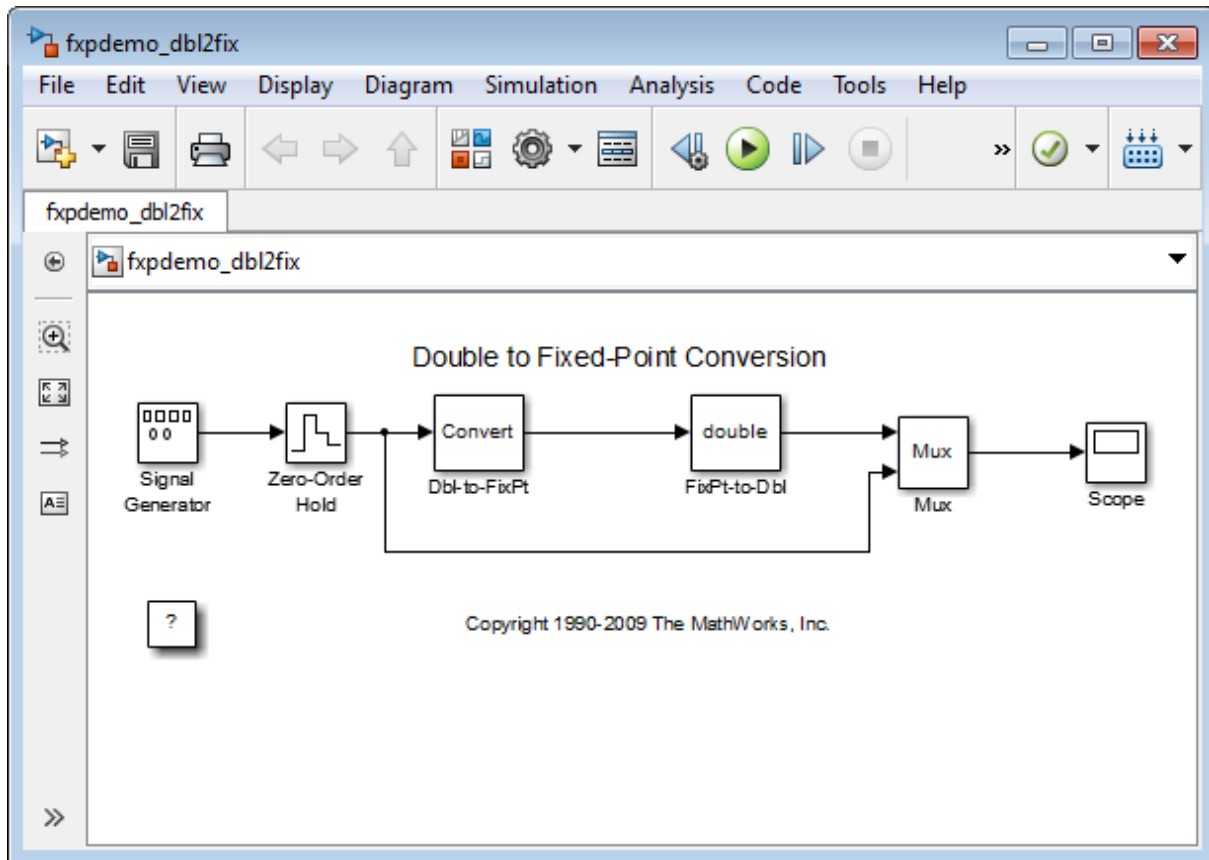 fxpdemo_dbl2fix
File Edit View Display Diagram Simulation Analysis Code Tools Help
fxpdemo_dbl2fix
fxpdemo_dbl2fix
Double to Fixed-Point Conversion
Convert
double
Mux
Signal
Generator
Zero-Order
Hold
Dbl-to-FixPt
FixPt-to-Dbl
Mux
Scope
?
Copyright 1990-2009 The MathWorks, Inc.